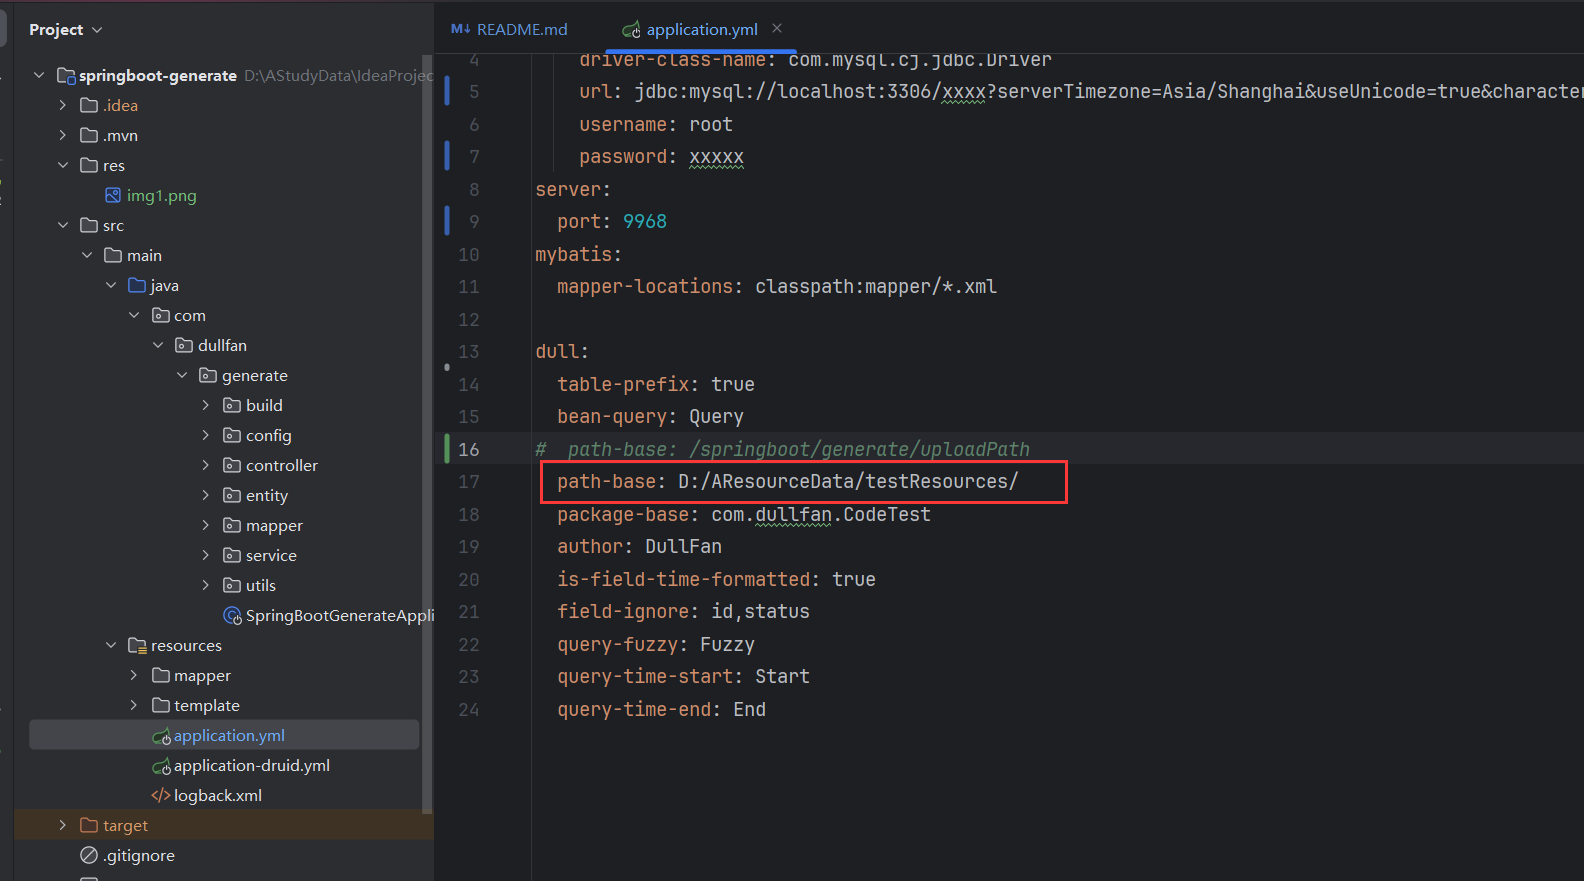 Project
springboot-generate D:\AStudyData\IdeaProjec
.idea
.mvn
res
img1.png
src
main
java
com
dullfan
generate
build
config
controller
entity
mapper
service
utils
SpringBootGenerateAppli
resources
mapper
template
application.yml
application-druid.yml
logback.xml
target
.gitignore
README.md
application.yml
4 driver-class-name: com.mysql.cj.jdbc.Driver
5 url: jdbc:mysql://localhost:3306/xxxx?serverTimezone=Asia/Shanghai&useUnicode=true&character
6 username: root
7 password: xxxxx
8 server:
9 port: 9968
10 mybatis:
11 mapper-locations: classpath:mapper/*.xml
12
13 dull:
14 table-prefix: true
15 bean-query: Query
16 # path-base: /springboot/generate/uploadPath
17 path-base: D:/AResourceData/testResources/
18 package-base: com.dullfan.CodeTest
19 author: DullFan
20 is-field-time-formatted: true
21 field-ignore: id,status
22 query-fuzzy: Fuzzy
23 query-time-start: Start
24 query-time-end: End